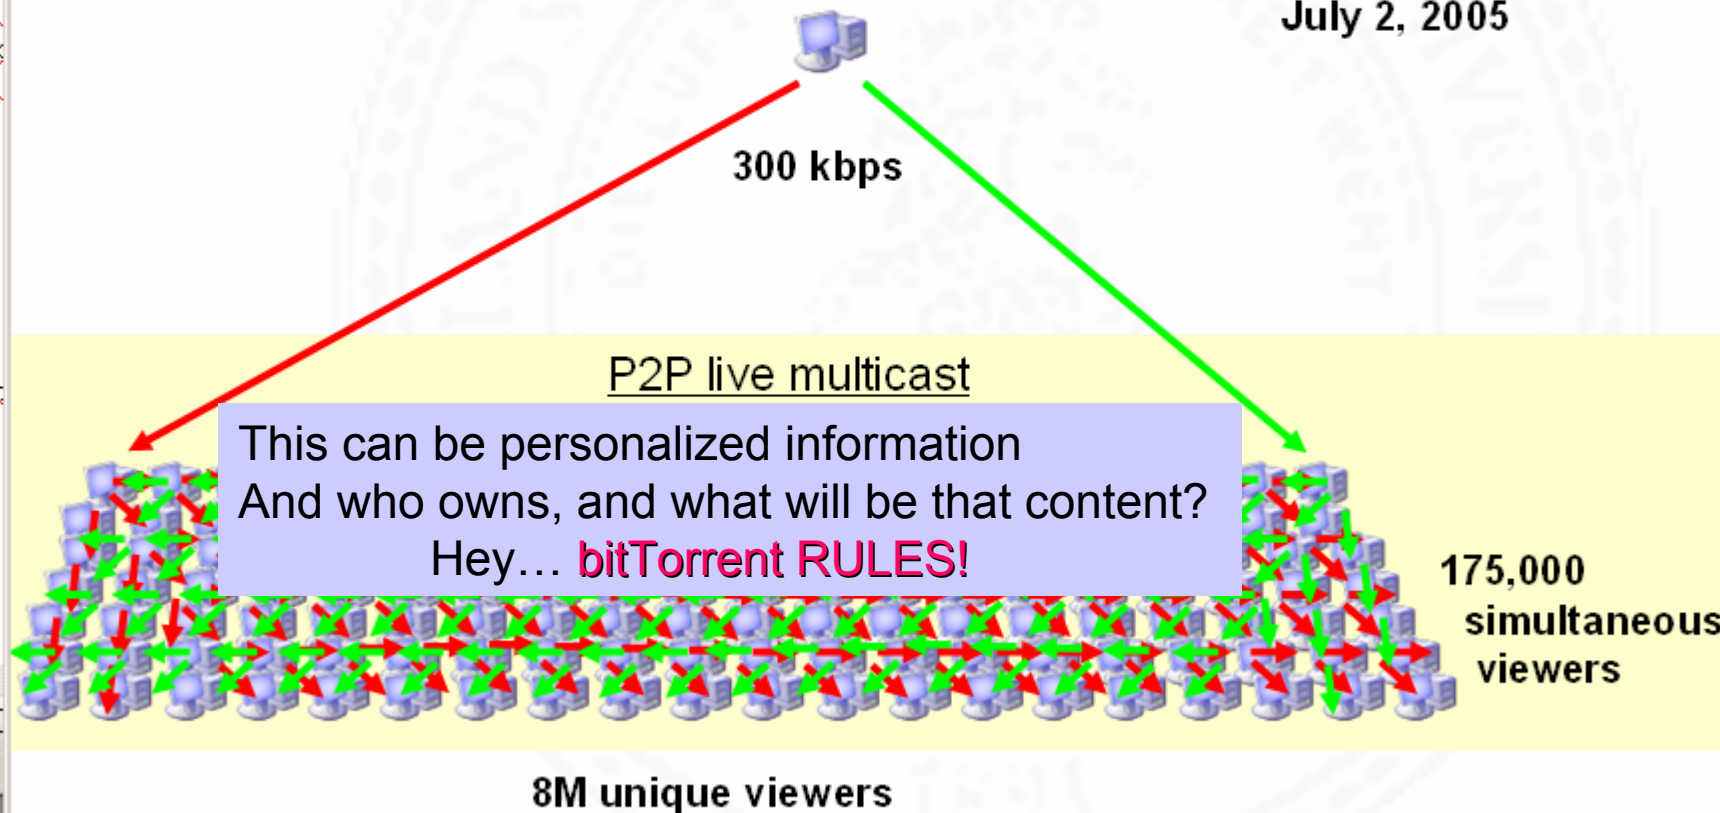 July 2, 2005
300 kbps
P2P live multicast
This can be personalized information
And who owns, and what will be that content?
Hey… bitTorrent RULES!
175,000
simultaneous
viewers
8M unique viewers